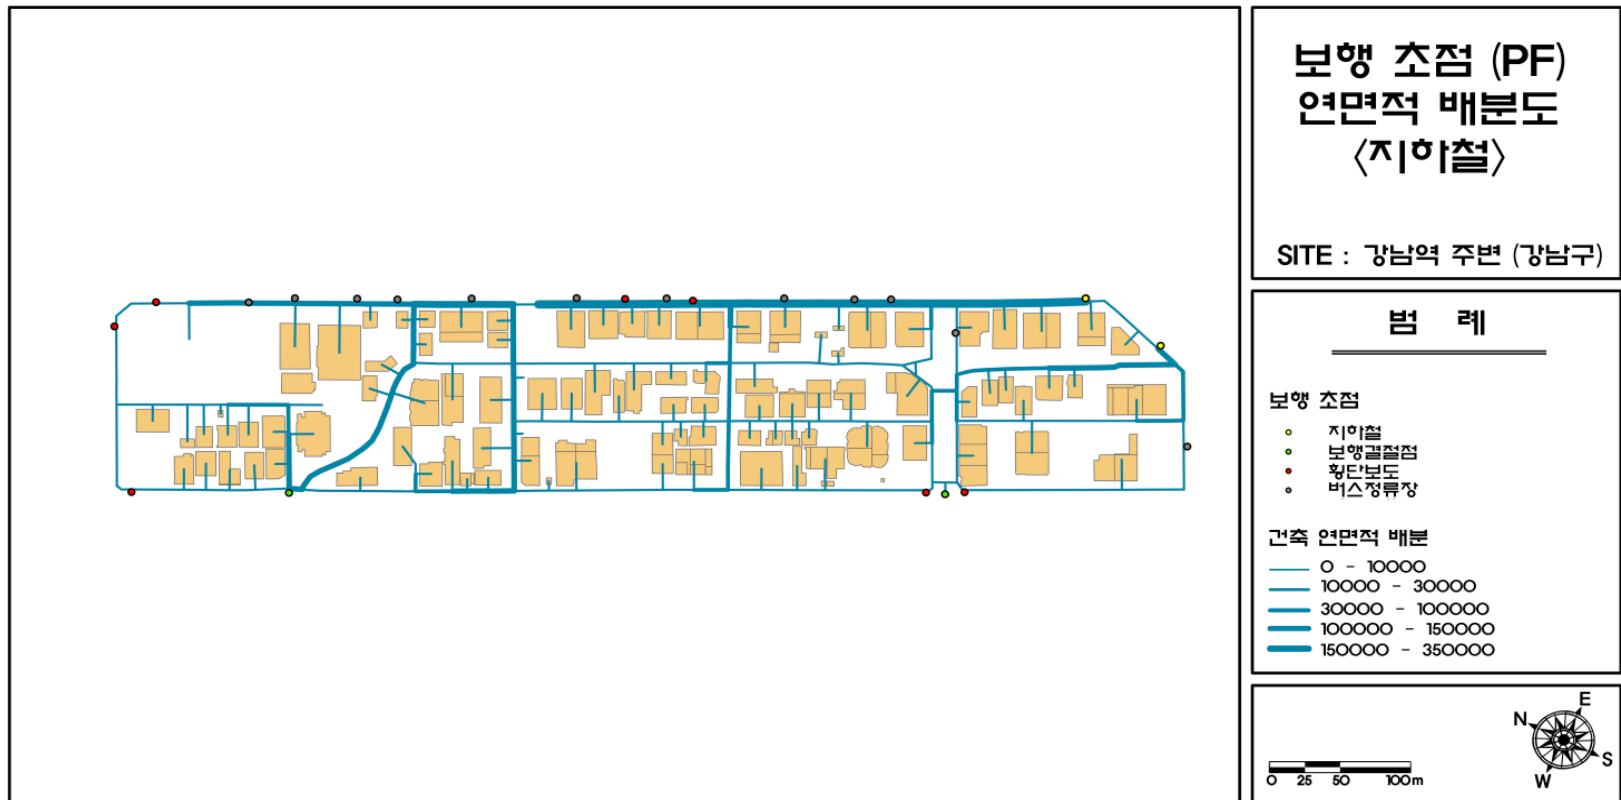 보행 초점 (PF)
연면적 배분도
〈지하철〉
SITE : 강남역 주변 (강남구)
범 례
보행 초점
지하철
보행결절점
횡단보도
버스정류장
건축 연면적 배분
0 - 10000
10000 - 30000
30000 - 100000
100000 - 150000
150000 - 350000
N E
W S
0 25 50 100m